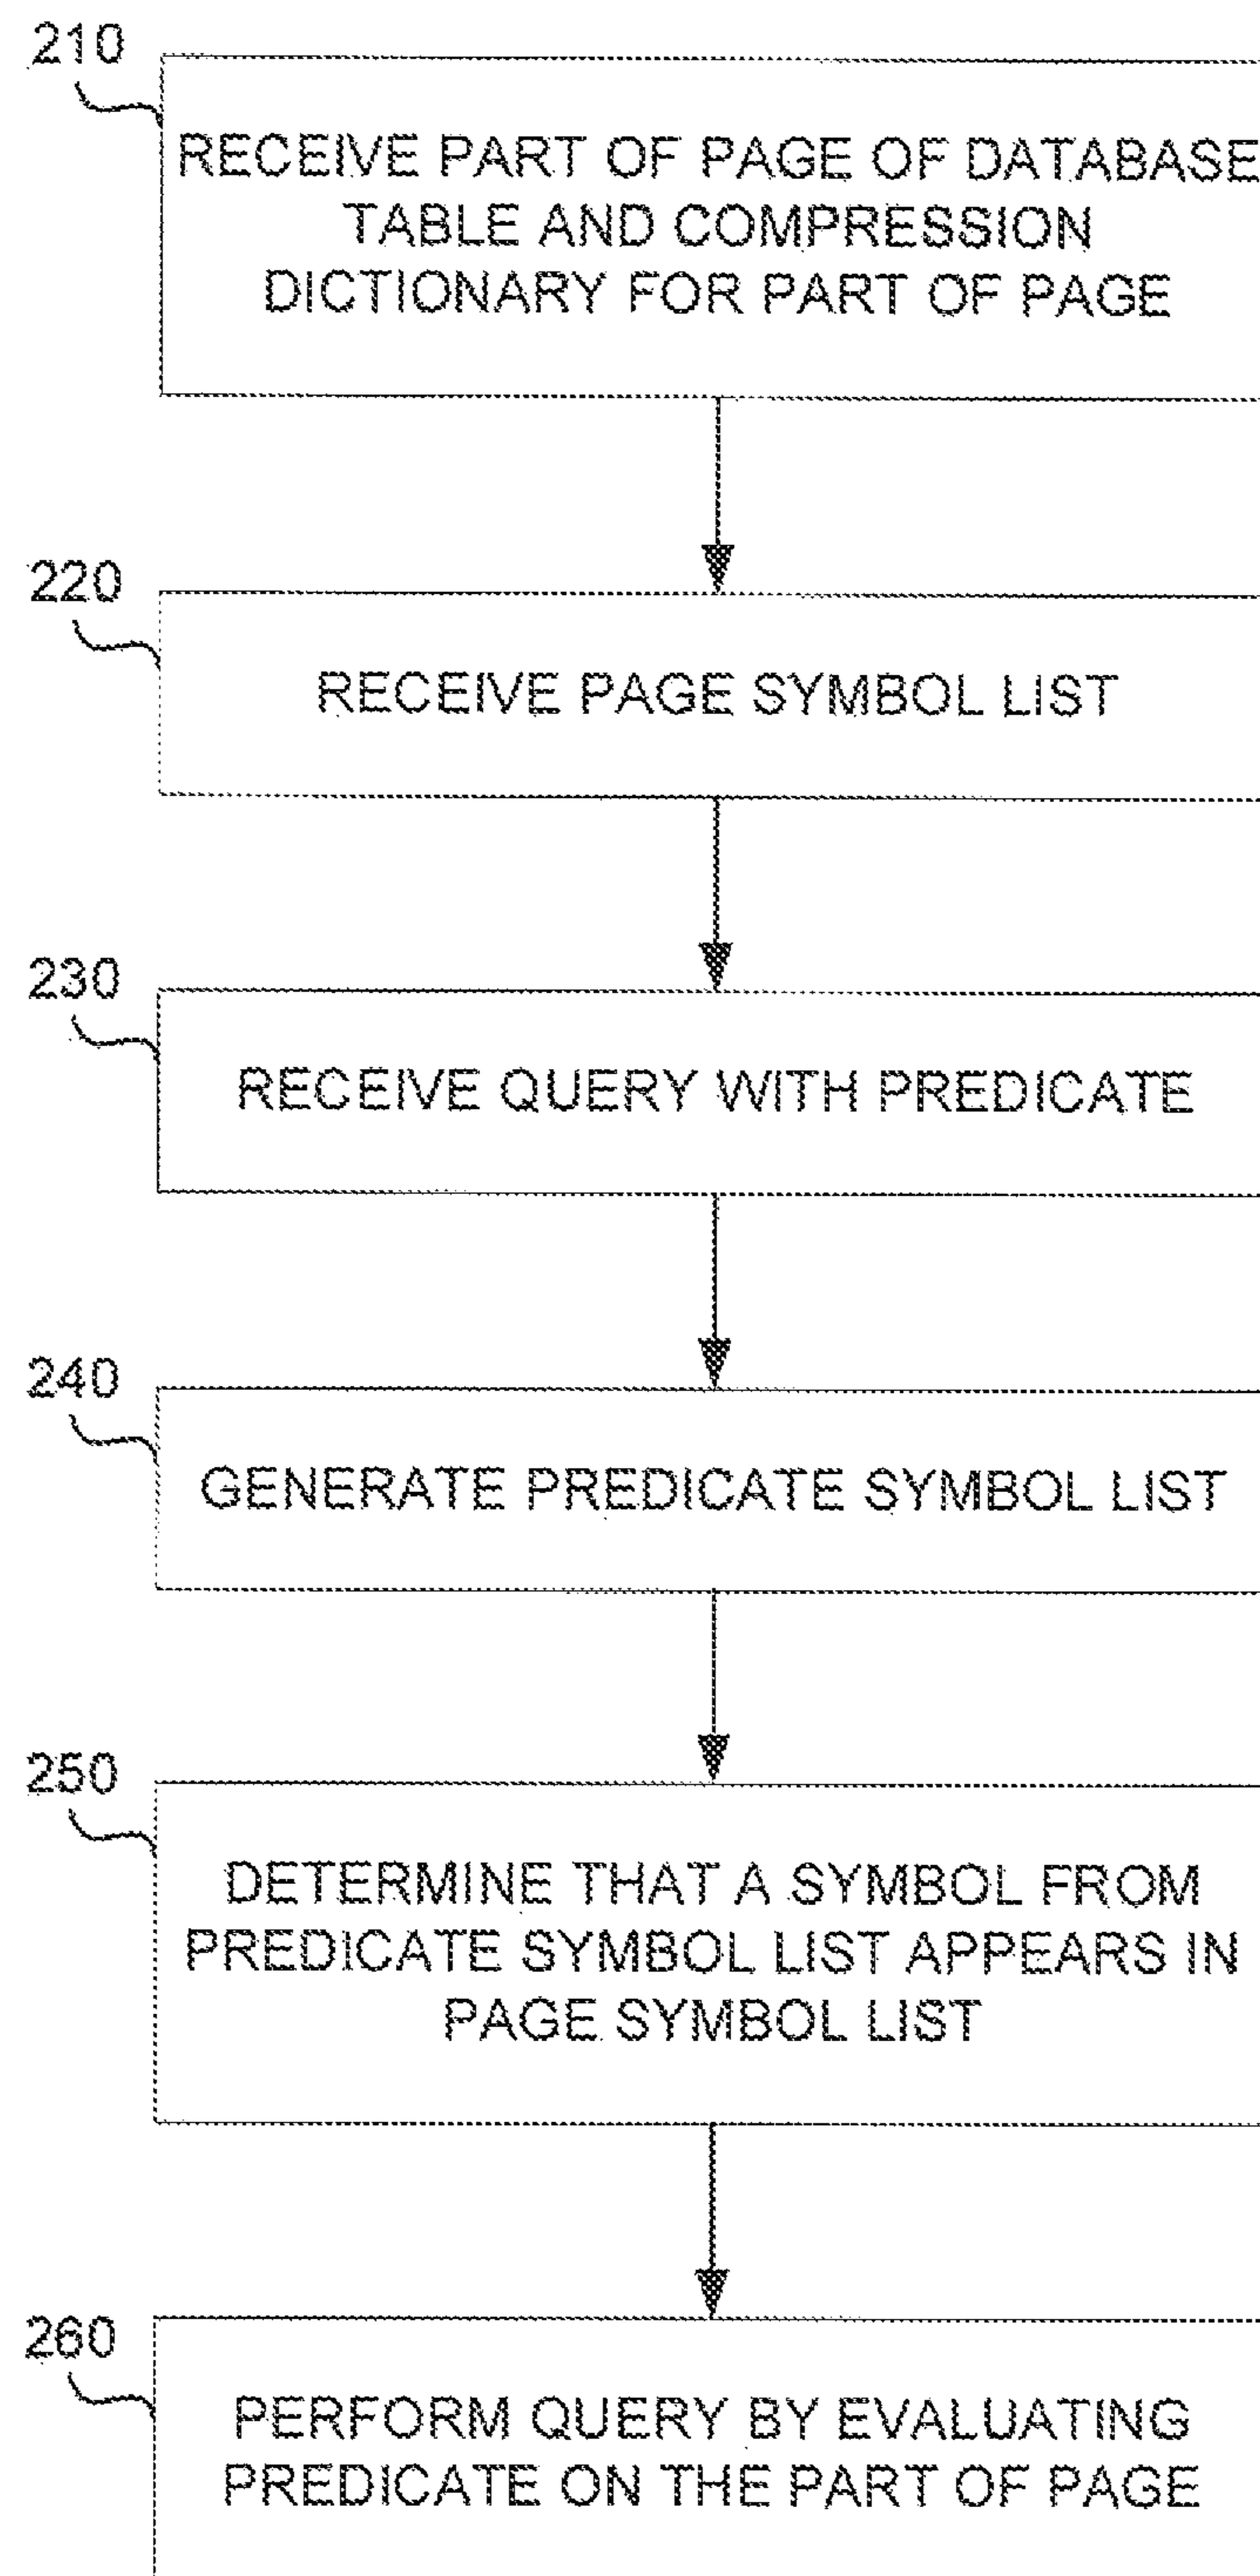 210
RECEIVE PART OF PAGE OF DATABASE
TABLE AND COMPRESSION
DICTIONARY FOR PART OF PAGE
220
RECEIVE PAGE SYMBOL LIST
230
RECEIVE QUERY WITH PREDICATE
240
GENERATE PREDICATE SYMBOL LIST
250
DETERMINE THAT A SYMBOL FROM
PREDICATE SYMBOL LIST APPEARS IN
PAGE SYMBOL LIST
260
PERFORM QUERY BY EVALUATING
PREDICATE ON THE PART OF PAGE